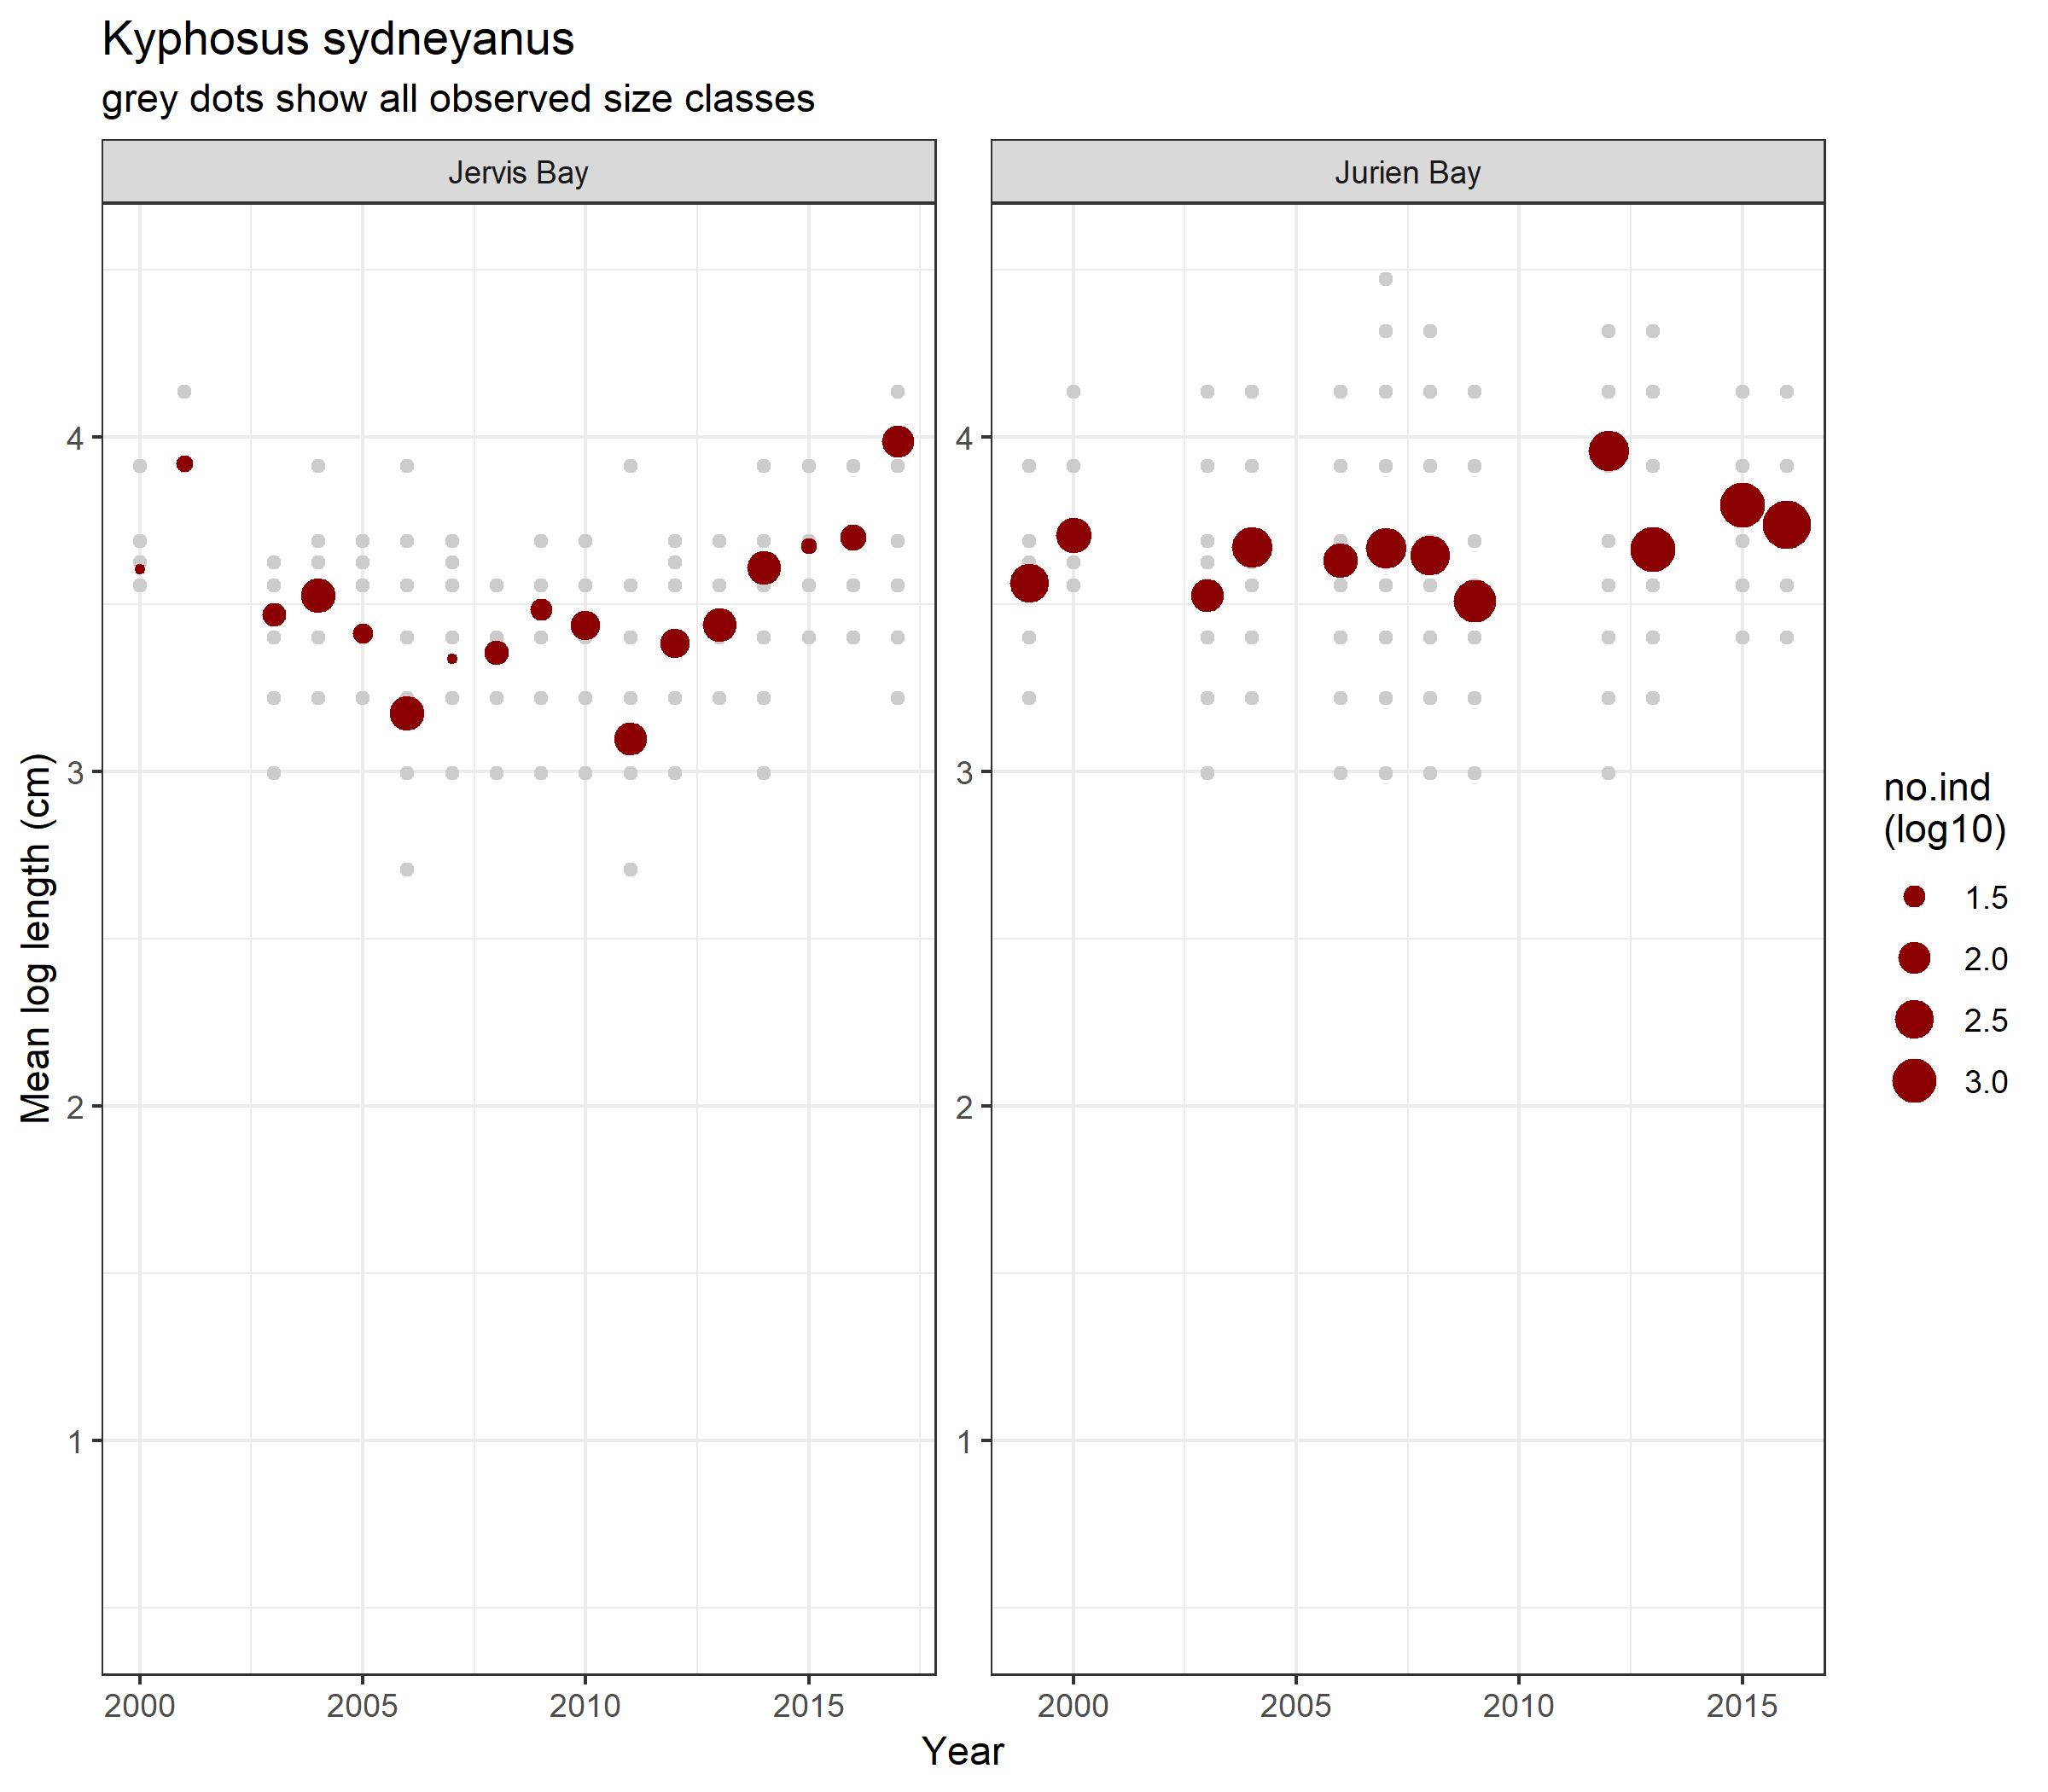 Kyphosus sydneyanus
grey dots show all observed size classes
Jervis Bay
Jurien Bay
Mean log length (cm)
4
3
2
1
4
3
2
1
2000 2005 2010 2015
2000 2005 2010 2015
Year
no.ind
(log10)
1.5
2.0
2.5
3.0